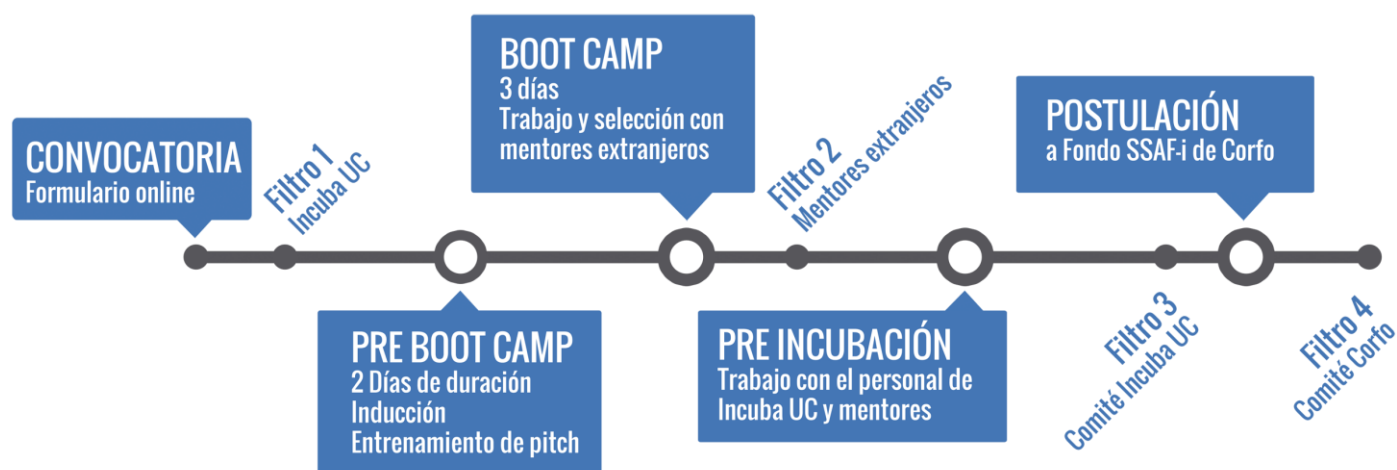 CONVOCATORIA
Formulario online
Filtro 1
Incuba UC
PRE BOOT CAMP
2 Días de duración
Inducción
Entrenamiento de pitch
BOOT CAMP
3 días
Trabajo y selección con
mentores extranjeros
Filtro 2
Mentores extranjeros
PRE INCUBACIÓN
Trabajo con el personal de
Incuba UC y mentores
Filtro 3
Comité Incuba UC
POSTULACIÓN
a Fondo SSAF-i de Corfo
Filtro 4
Comité Corfo